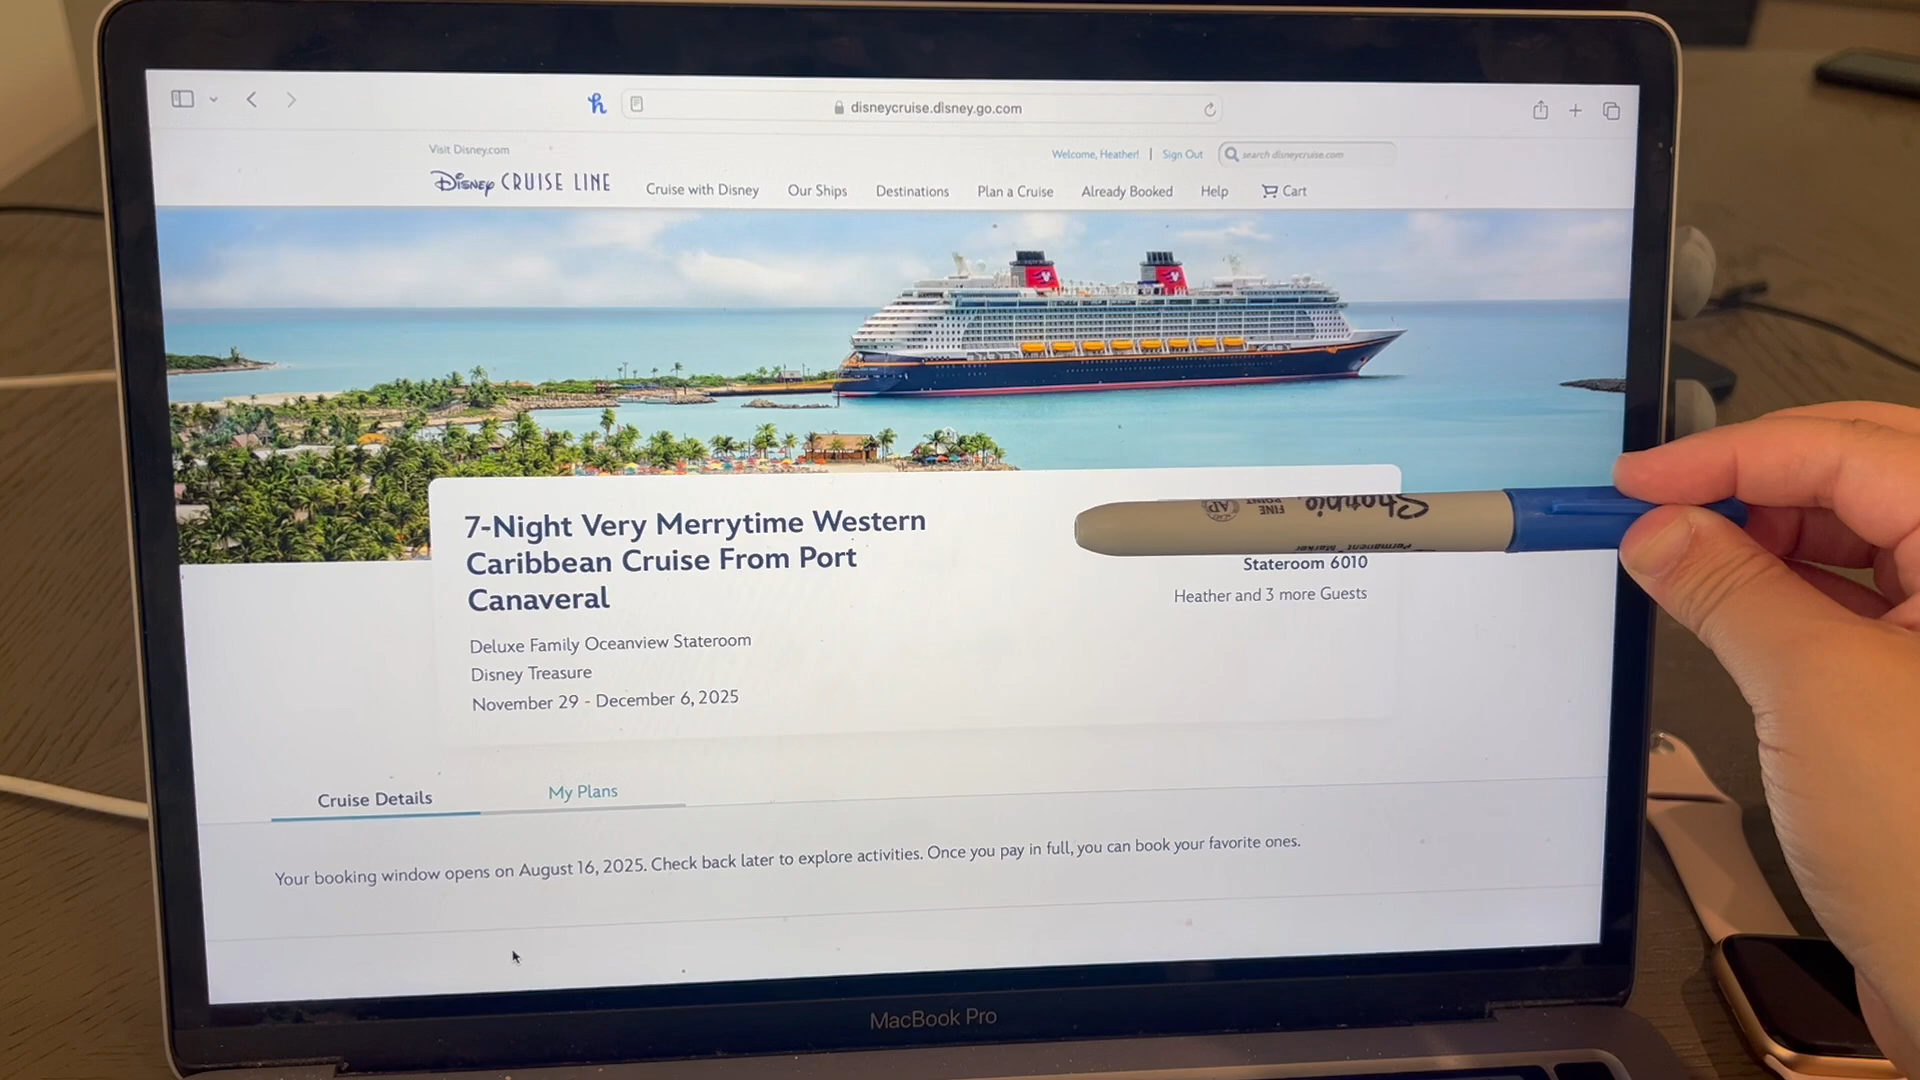 disneycruise.disney.go.com
Visit Disney.com
Welcome, Heather! | Sign Out
search disneycruise.com
Disney CRUISE LINE
Cruise with Disney
Our Ships
Destinations
Plan a Cruise
Already Booked
Help
Cart
7-Night Very Merrytime Western
Caribbean Cruise From Port
Canaveral
Sharpie
FINE
POINT
AP
Permanent Marker
Stateroom 6010
Heather and 3 more Guests
Deluxe Family Oceanview Stateroom
Disney Treasure
November 29 - December 6, 2025
Cruise Details
My Plans
Your booking window opens on August 16, 2025. Check back later to explore activities. Once you pay in full, you can book your favorite ones.
MacBook Pro